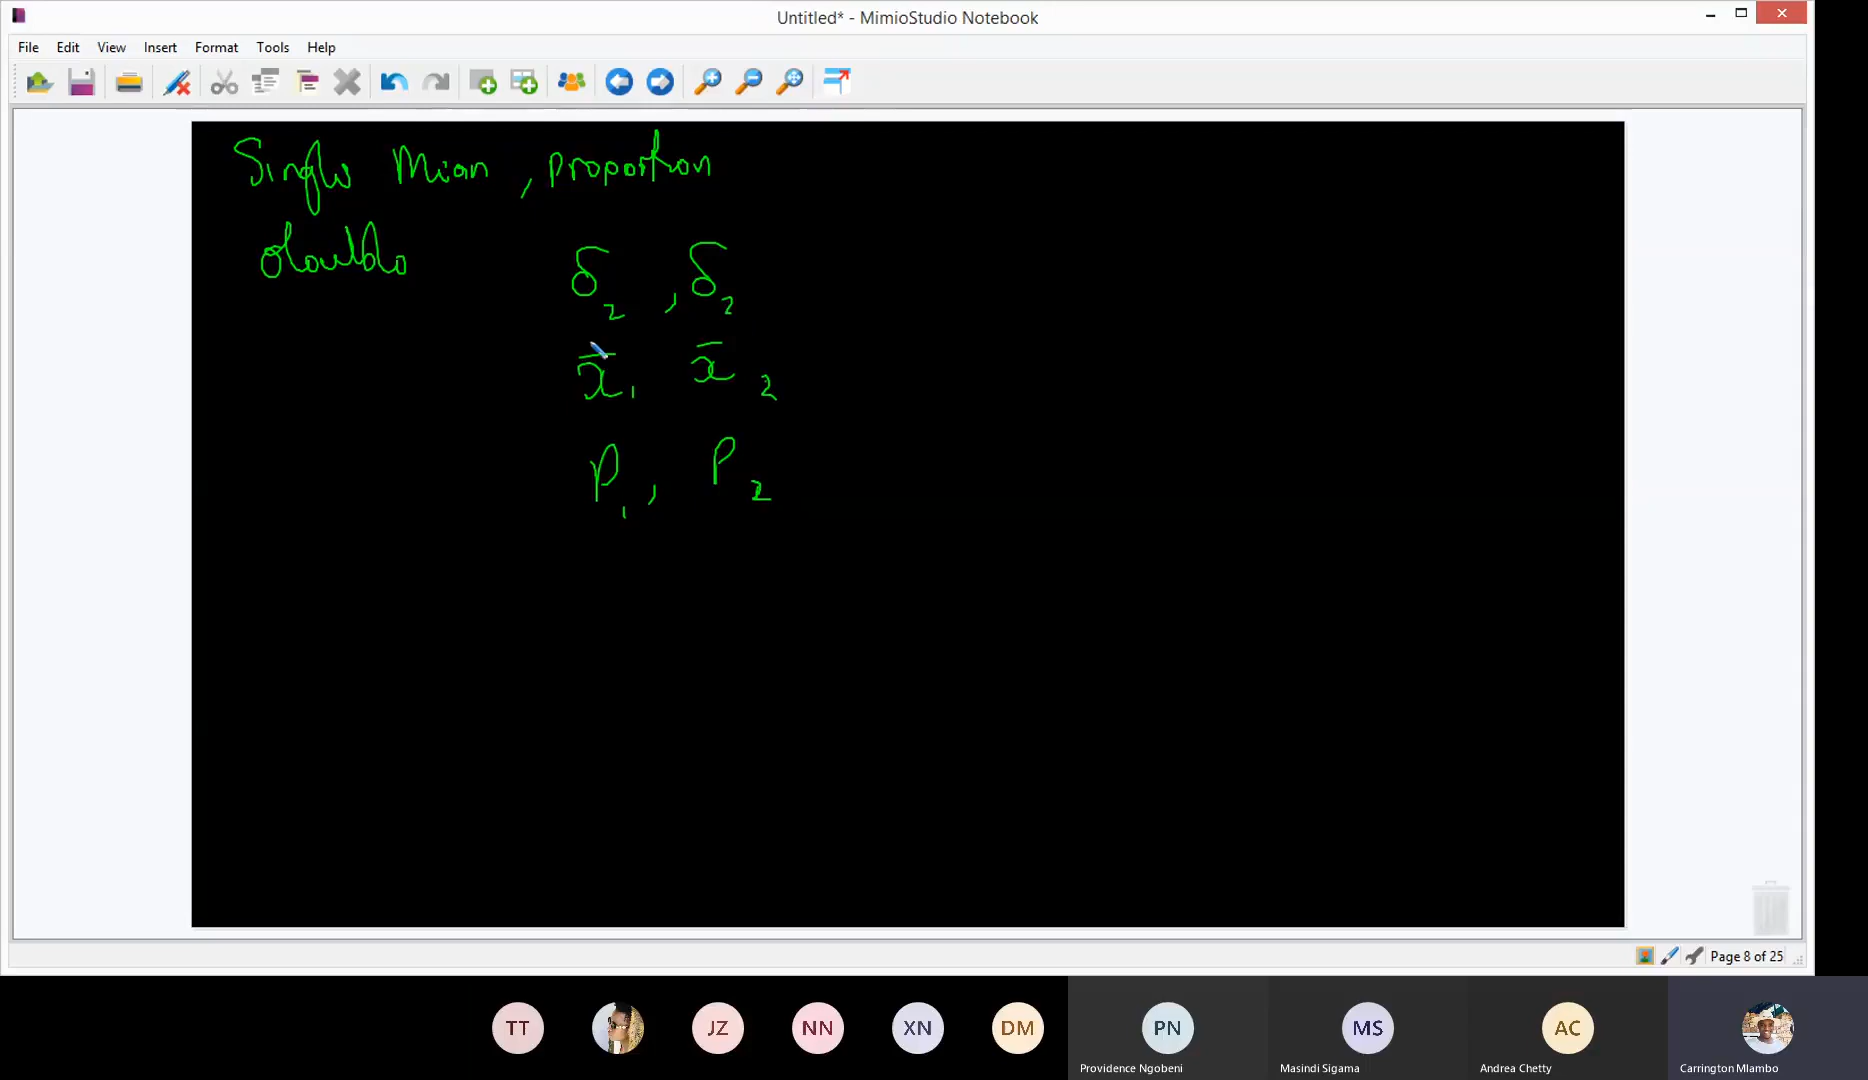 Untitled* - MimioStudio Notebook
File Edit View Insert Format Tools Help
Single Mean, proportion
double
δ₂, δ₂
x̄₁ x̄₂
P₁, P₂
Page 8 of 25
TT JZ NN XN DM PN MS AC
Providence Ngobeni Masindi Sigama Andrea Chetty Carrington Mlambo